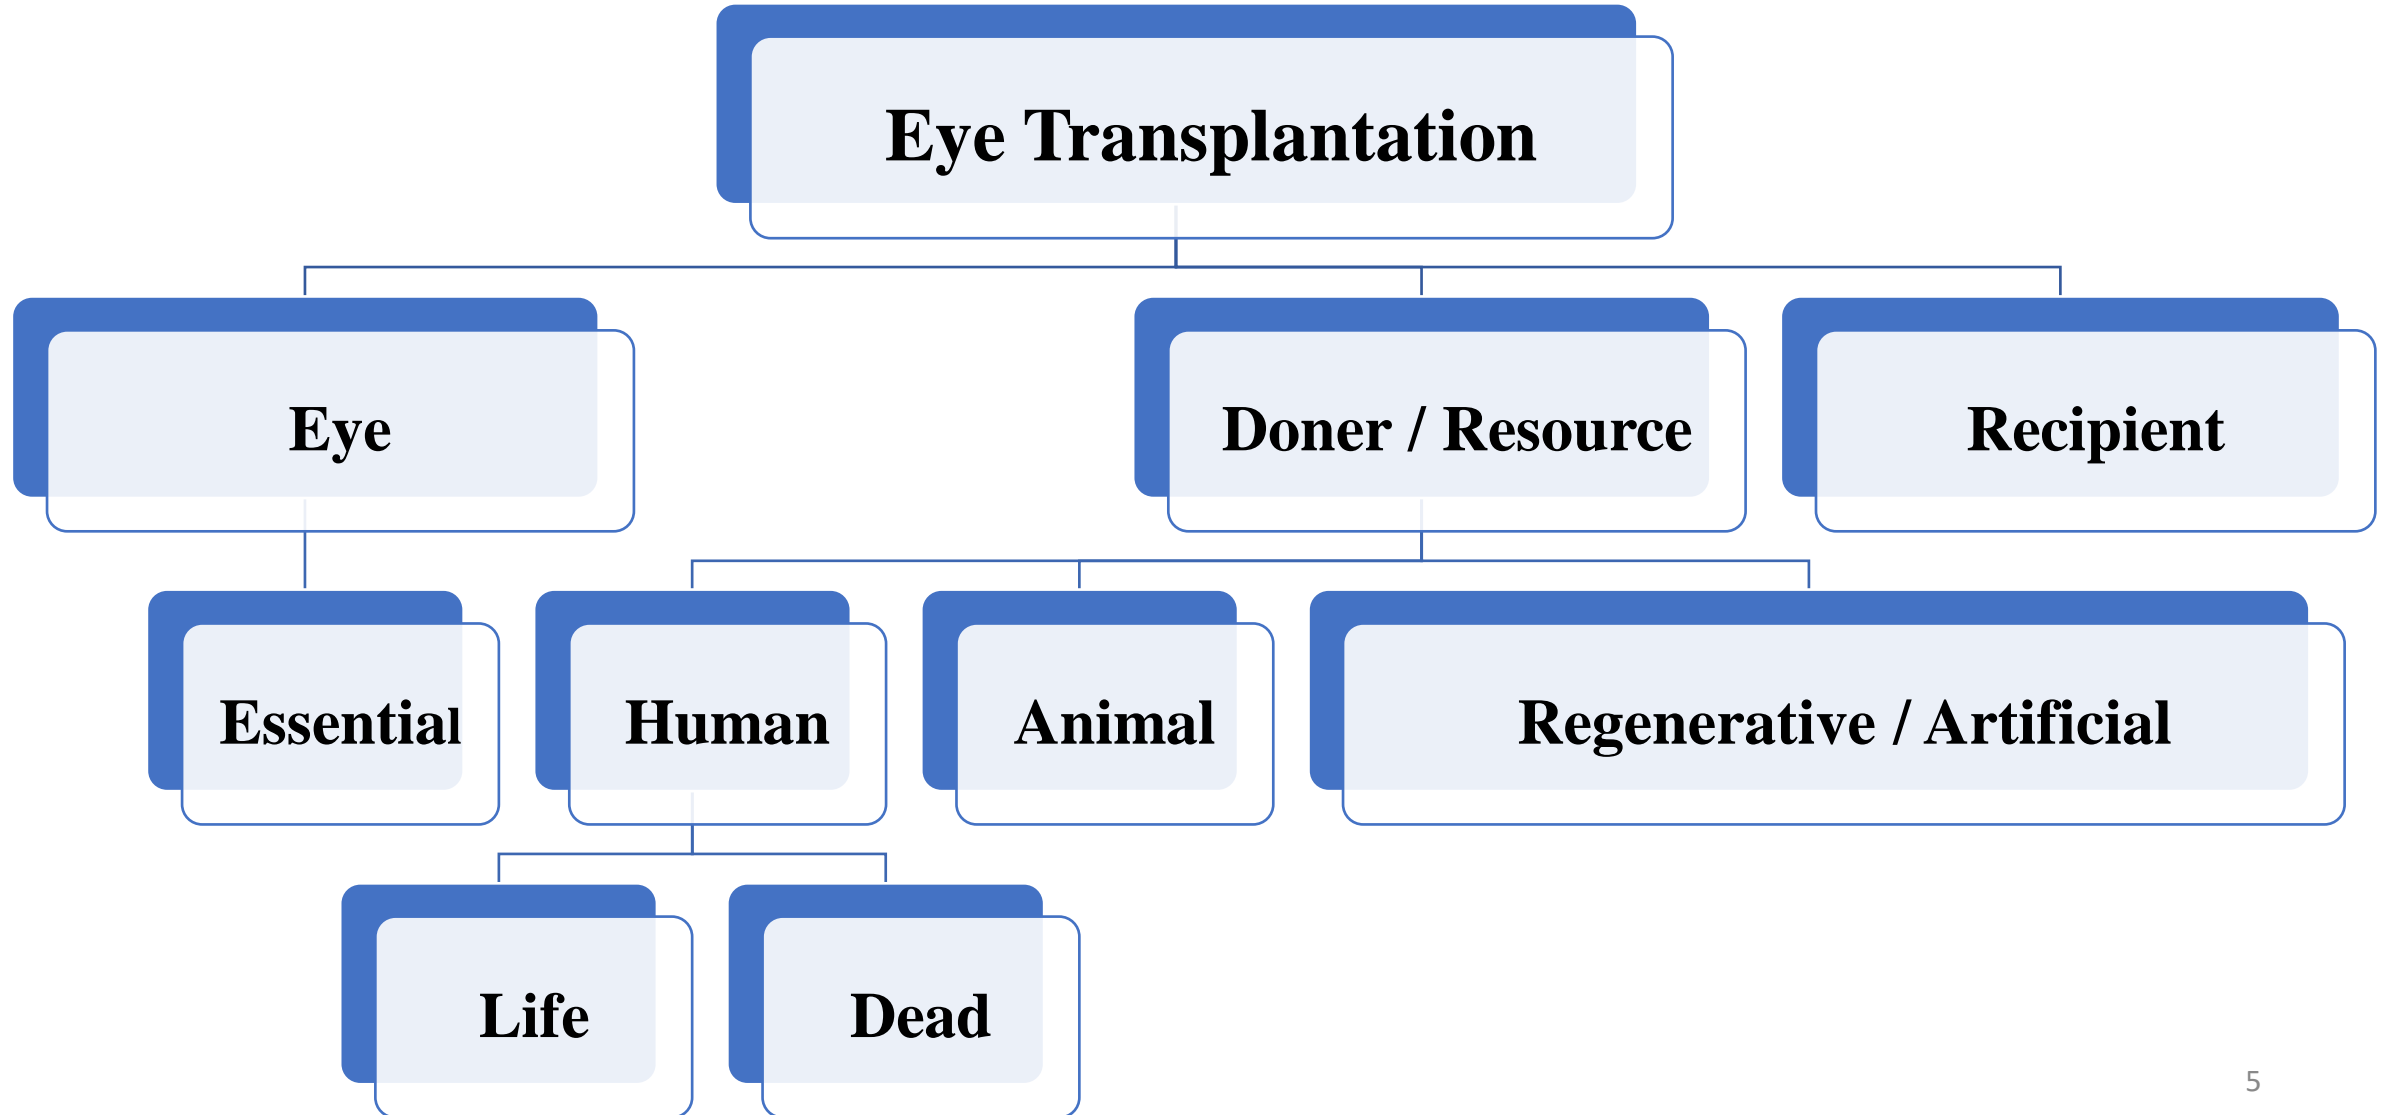 Eye Transplantation
Eye
Doner / Resource
Recipient
Essential
Human
Animal
Regenerative / Artificial
Life
Dead
5